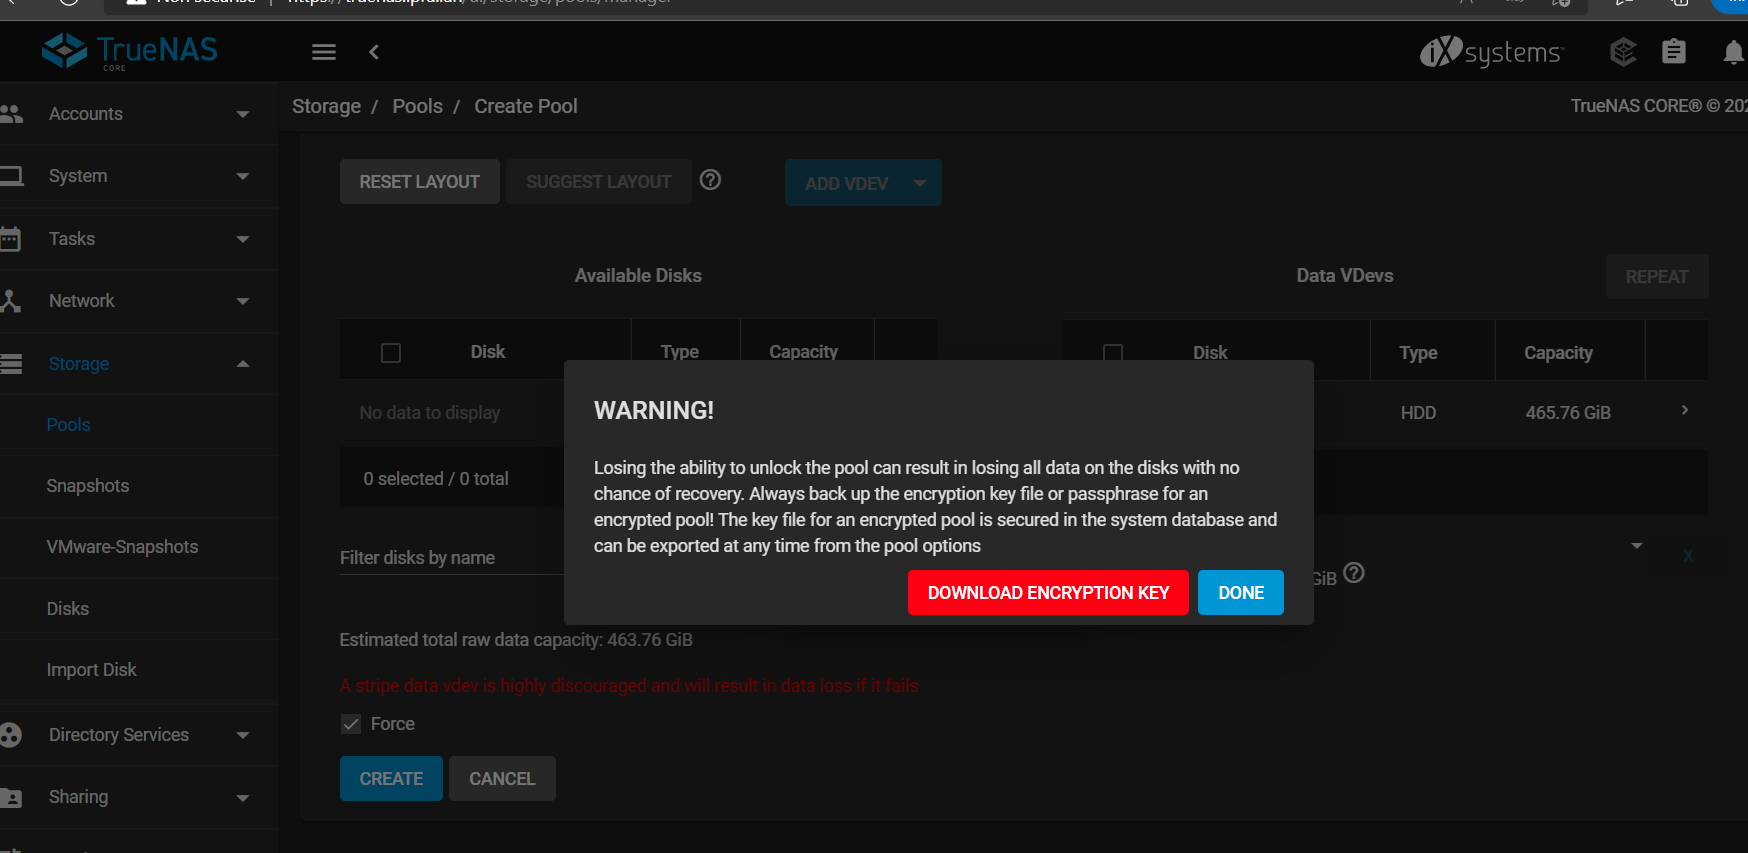 TrueNAS
CORE
iXsystems
Accounts
Storage / Pools / Create Pool
TrueNAS CORE® ©
System
RESET LAYOUT
SUGGEST LAYOUT
ADD VDEV
Tasks
Available Disks
Data VDevs
REPEAT
Network
Disk
Type
Capacity
Disk
Type
Capacity
Storage
No data to display
HDD
465.76 GiB
Pools
0 selected / 0 total
Snapshots
VMware-Snapshots
Filter disks by name
GiB
X
WARNING!
Losing the ability to unlock the pool can result in losing all data on the disks with no
chance of recovery. Always back up the encryption key file or passphrase for an
encrypted pool! The key file for an encrypted pool is secured in the system database and
can be exported at any time from the pool options
DOWNLOAD ENCRYPTION KEY
DONE
Disks
Estimated total raw data capacity: 463.76 GiB
Import Disk
A stripe data vdev is highly discouraged and will result in data loss if it fails
Force
Directory Services
CREATE
CANCEL
Sharing